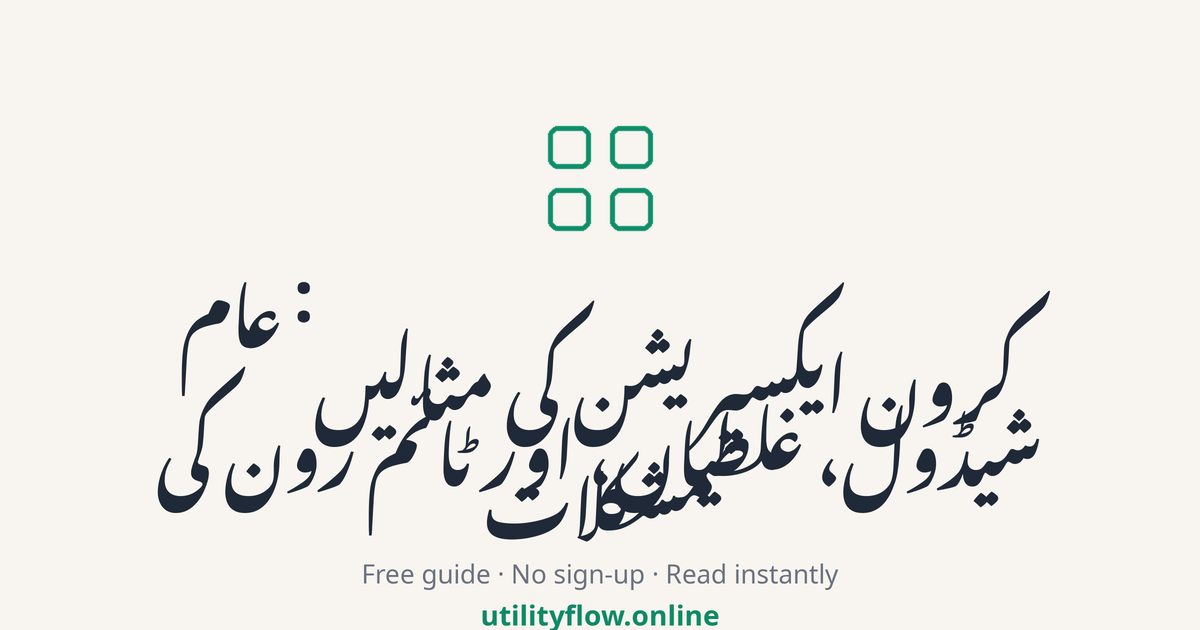 کرون ایکسپریشن کی مثالیں: عام
شیڈول، غلطیاں، اور ٹائم زون کی
مشکلات
Free guide · No sign-up · Read instantly
utilityflow.online